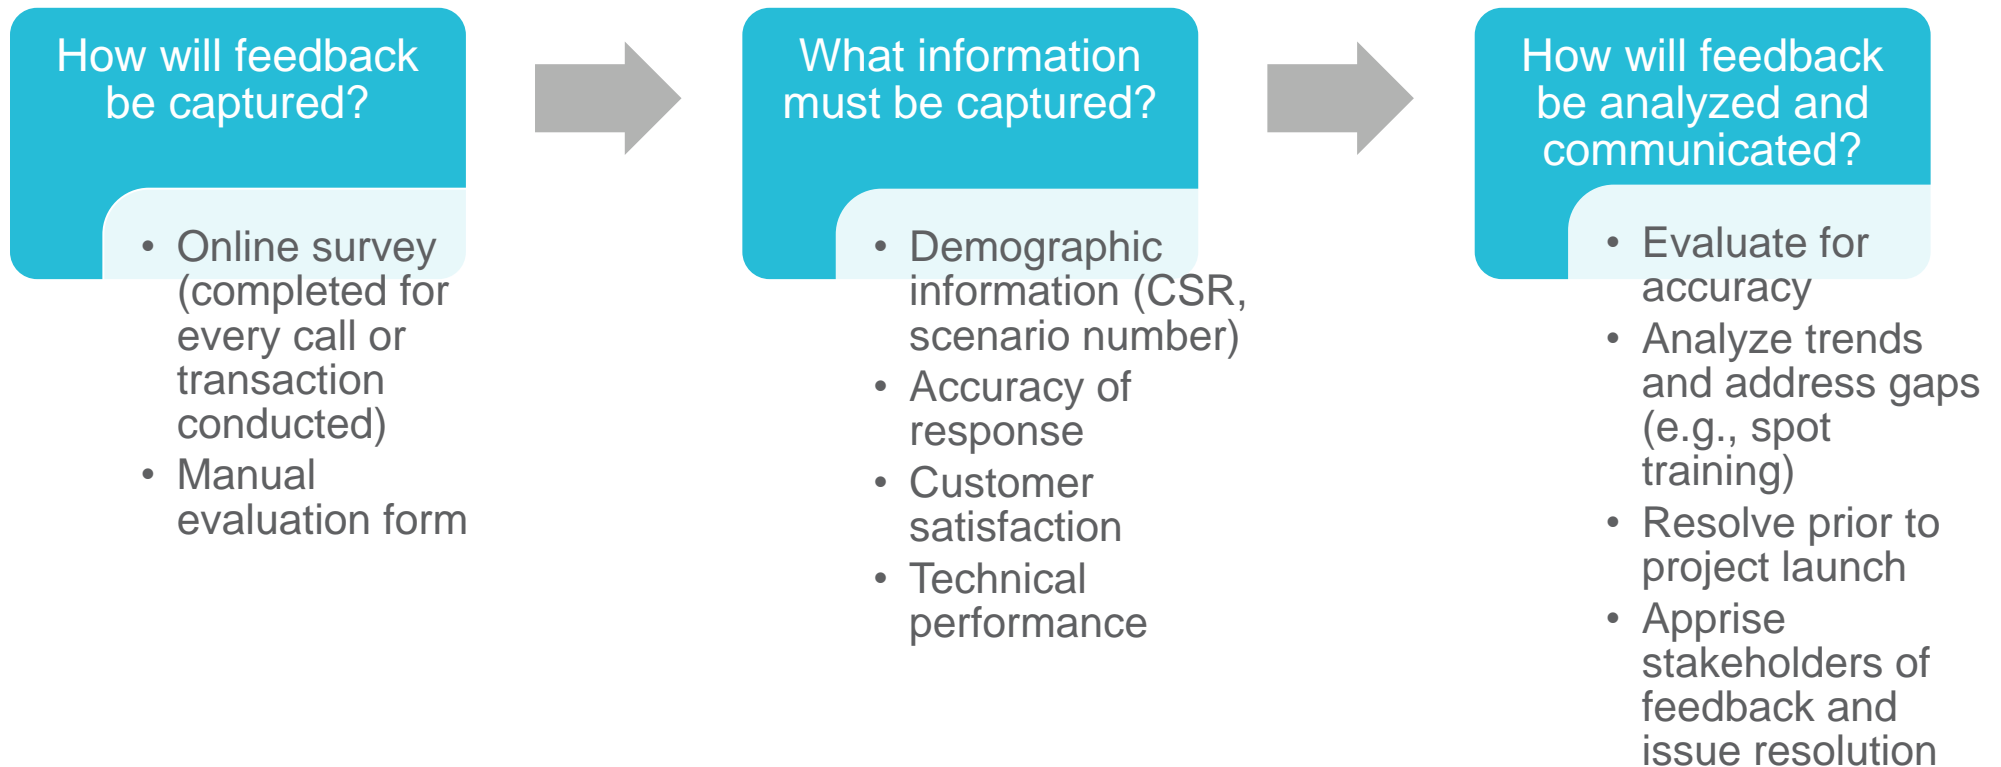 How will feedback
be captured?
• Online survey
(completed for
every call or
transaction
conducted)
• Manual
evaluation form
What information
must be captured?
• Demographic
information (CSR,
scenario number)
• Accuracy of
response
• Customer
satisfaction
• Technical
performance
How will feedback
be analyzed and
communicated?
• Evaluate for
accuracy
• Analyze trends
and address gaps
(e.g., spot
training)
• Resolve prior to
project launch
• Apprise
stakeholders of
feedback and
issue resolution